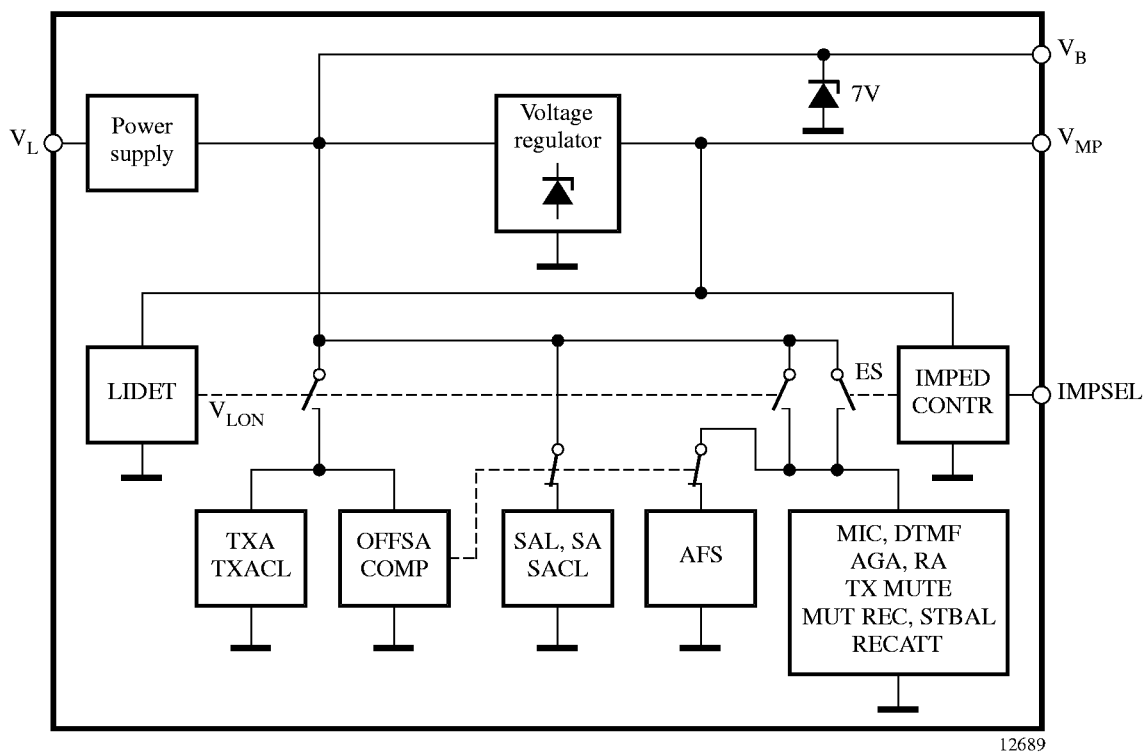 V_B
7V
Power
supply
Voltage
regulator
V_L
V_MP
LIDET
V_LON
ES
IMPED
CONTR
IMPSEL
TXA
TXACL
OFFSA
COMP
SAL, SA
SACL
AFS
MIC, DTMF
AGA, RA
TX MUTE
MUT REC, STBAL
RECATT
12689